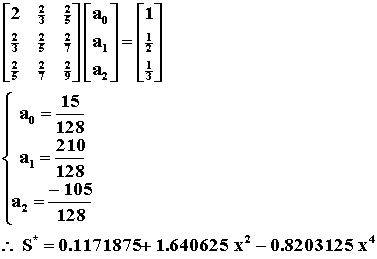 [2 2/3 2/5] [a₀] = [1]
[2/3 2/5 2/7] [a₁] = [1/2]
[2/5 2/7 2/9] [a₂] = [1/3]
a₀ = 15/128
a₁ = 210/128
a₂ = −105/128
∴ S* = 0.1171875+ 1.640625 x² − 0.8203125 x⁴